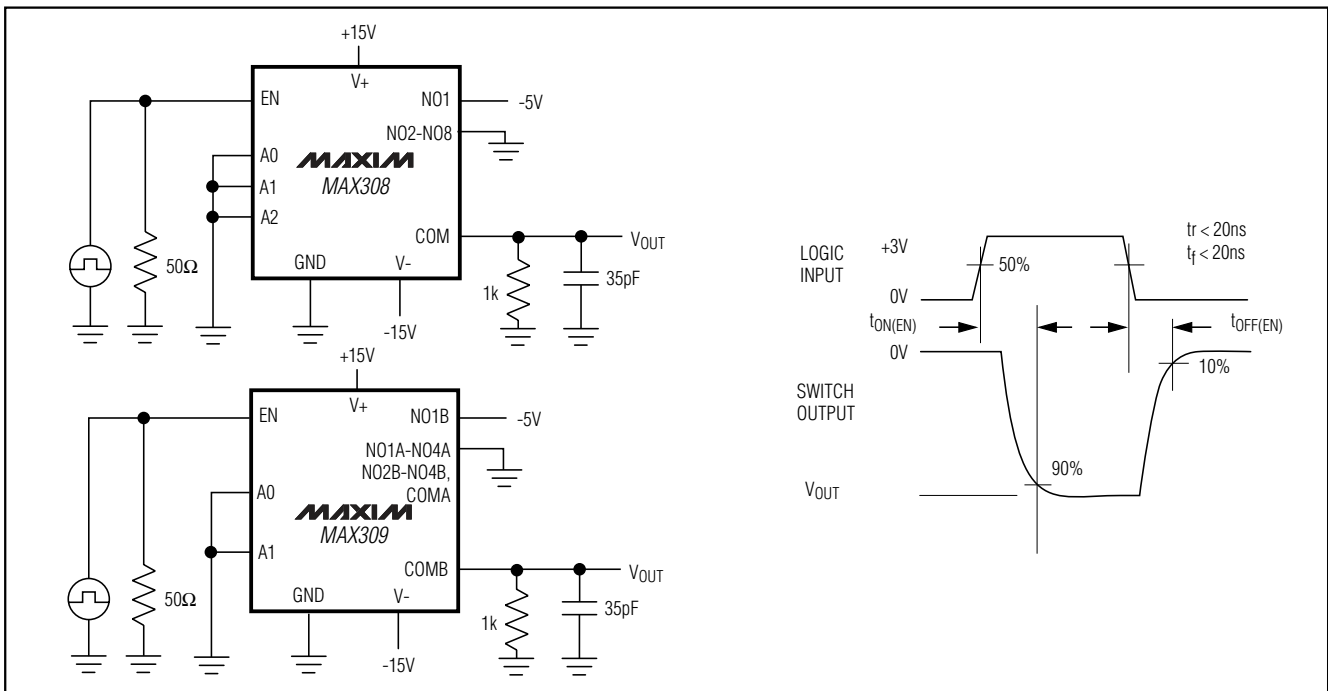 +15V
V+
EN
NO1
-5V
NO2-NO8
A0
MAXIM
A1
MAX308
A2
COM
VOUT
GND
V-
50Ω
1k
35pF
-15V
+15V
V+
EN
NO1B
-5V
NO1A-NO4A
NO2B-NO4B,
COMA
A0
MAXIM
MAX309
A1
COMB
VOUT
GND
V-
50Ω
1k
35pF
-15V
LOGIC
INPUT
+3V
50%
tr < 20ns
tf < 20ns
0V
tON(EN)
tOFF(EN)
0V
10%
SWITCH
OUTPUT
90%
VOUT